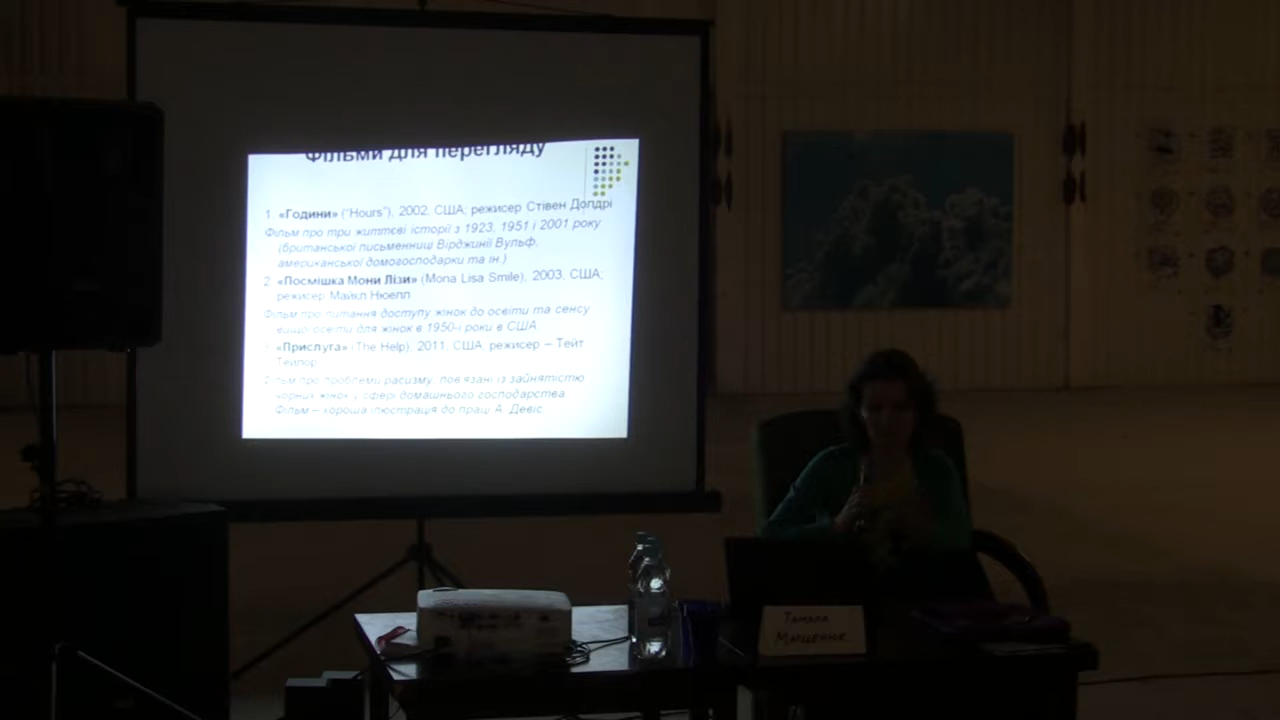 Фільми для перегляду
1. «Години» ("Hours"), 2002, США; режисер Стівен Долдрі
Фільм про три життєві історії з 1923, 1951 і 2001 року
(британської письменниці Вірджинії Вульф,
американської домогосподарки та ін.)
2. «Посмішка Мони Лізи» (Mona Lisa Smile), 2003, США;
режисер Майкл Нюелл
Фільм про питання доступу жінок до освіти та сенсу
вищої освіти для жінок в 1950-і роки в США
«Прислуга» (The Help), 2011, США, режисер – Тейт
Тейлор
Фільм про проблеми расизму, пов'язані із зайнятістю
чорних жінок у сфері домашнього господарства
Фільм – хороша ілюстрація до праці А. Девіс
Тамара
Марценюк